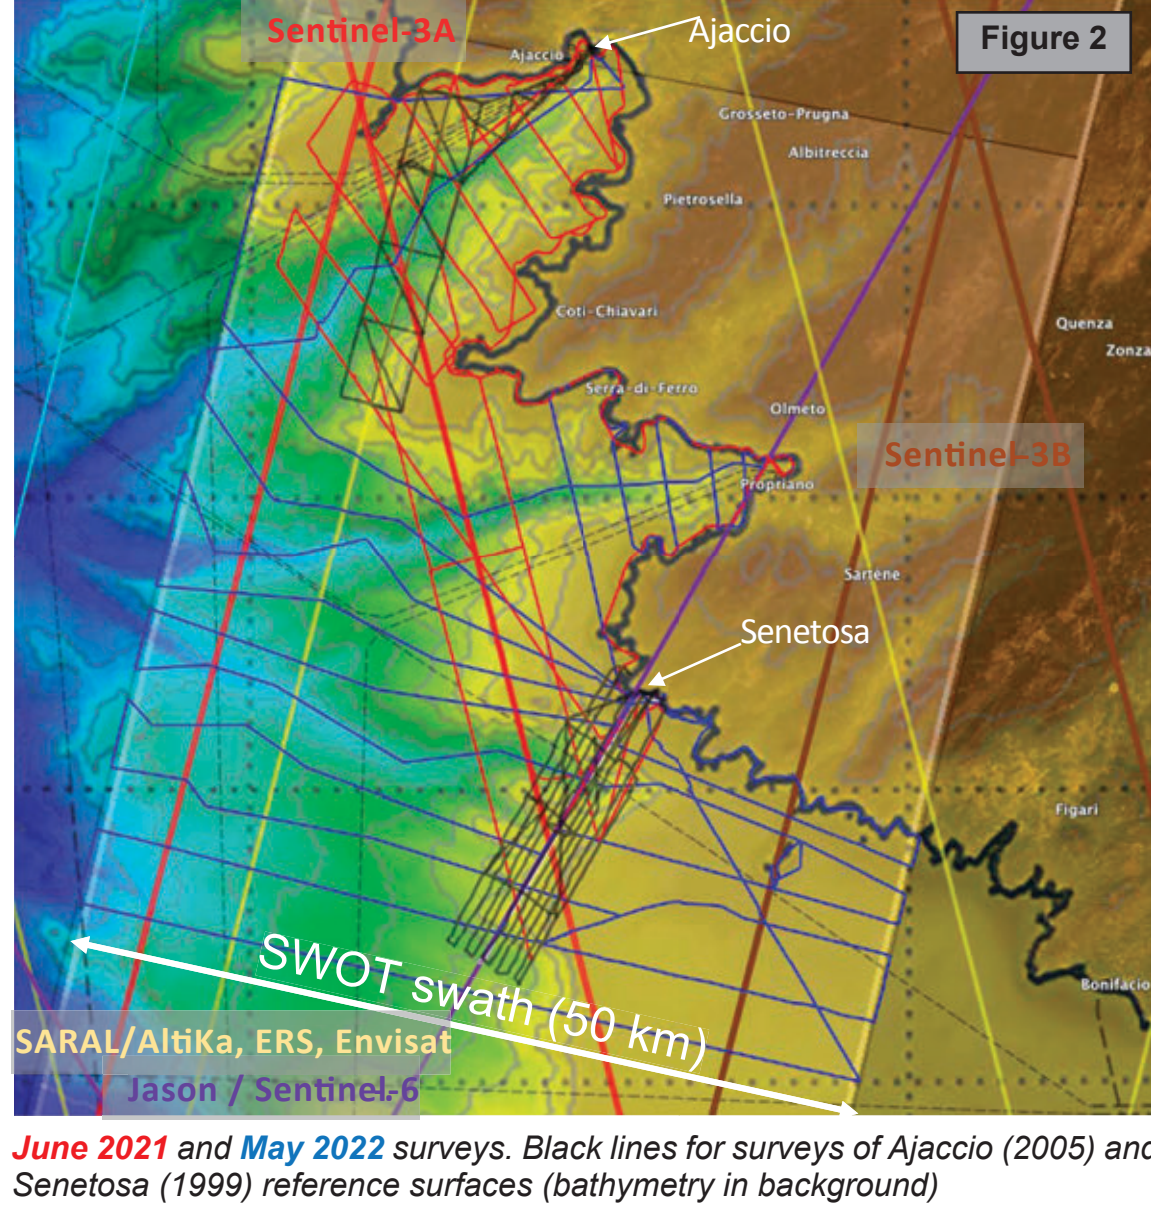 Sentinel-3A
Ajaccio
Figure 2
Ajaccio
Grosseto-Prugna
Albitreccia
Pietrosella
Coti-Chiavari
Quenza
Zonza
Serra-di-Ferro
Olmeto
Sentinel-3B
Propriano
Sartène
Senetosa
Figari
SWOT swath (50 km)
Bonifacio
SARAL/AltiKa, ERS, Envisat
Jason / Sentinel-6
June 2021 and May 2022 surveys. Black lines for surveys of Ajaccio (2005) and
Senetosa (1999) reference surfaces (bathymetry in background)